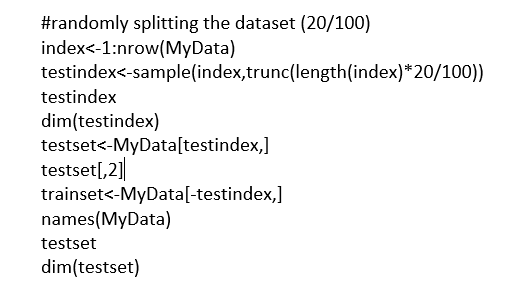 #randomly splitting the dataset (20/100)
index<-1:nrow(MyData)
testindex<-sample(index,trunc(length(index)*20/100))
testindex
dim(testindex)
testset<-MyData[testindex,]
testset[,2]
trainset<-MyData[-testindex,]
names(MyData)
testset
dim(testset)